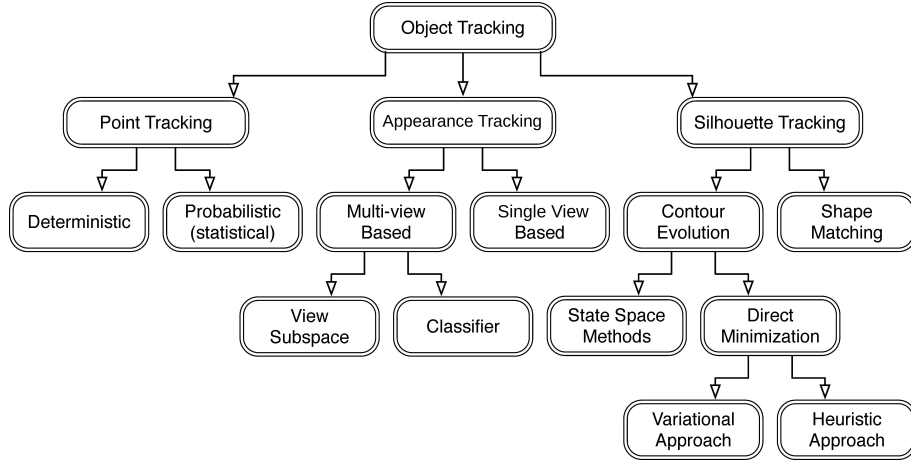 Object Tracking
Point Tracking
Appearance Tracking
Silhouette Tracking
Deterministic
Probabilistic
(statistical)
Multi-view
Based
Single View
Based
Contour
Evolution
Shape
Matching
View
Subspace
Classifier
State Space
Methods
Direct
Minimization
Variational
Approach
Heuristic
Approach